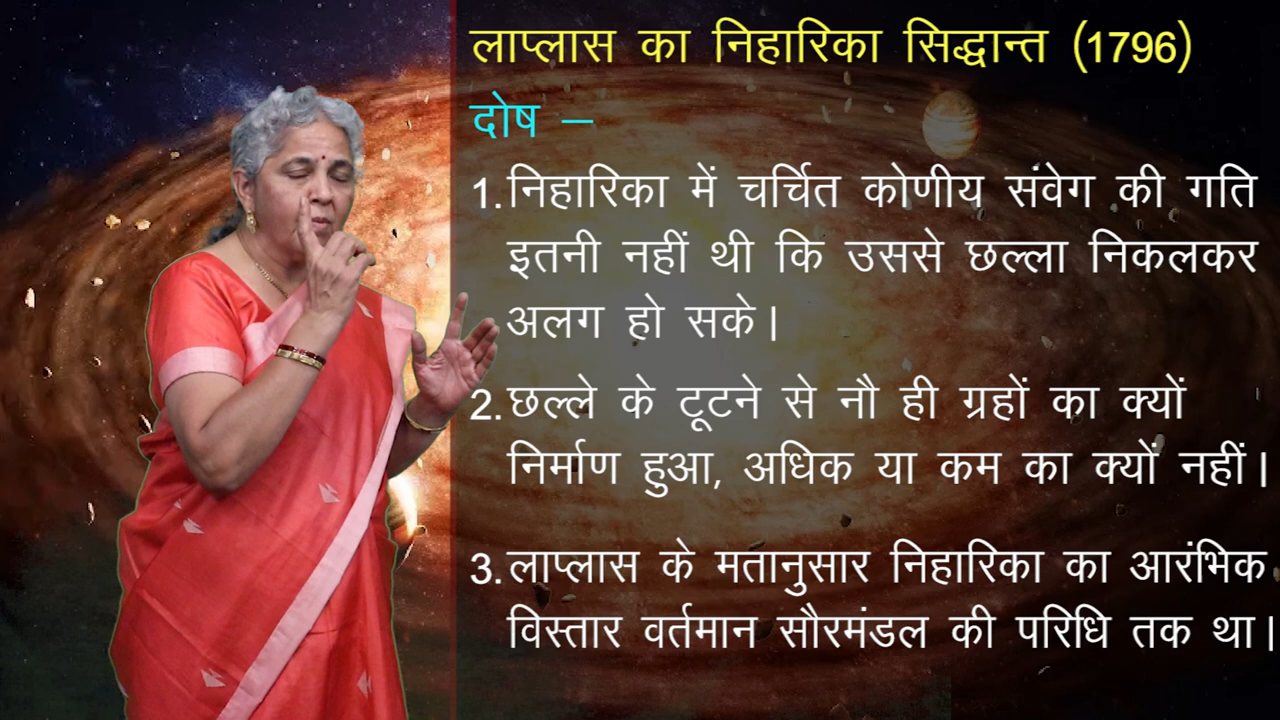 लाप्लास का निहारिका सिद्धान्त (1796)
दोष –
1. निहारिका में चर्चित कोणीय संवेग की गति
इतनी नहीं थी कि उससे छल्ला निकलकर
अलग हो सके।
2. छल्ले के टूटने से नौ ही ग्रहों का क्यों
निर्माण हुआ, अधिक या कम का क्यों नहीं।
3. लाप्लास के मतानुसार निहारिका का आरंभिक
विस्तार वर्तमान सौरमंडल की परिधि तक था।